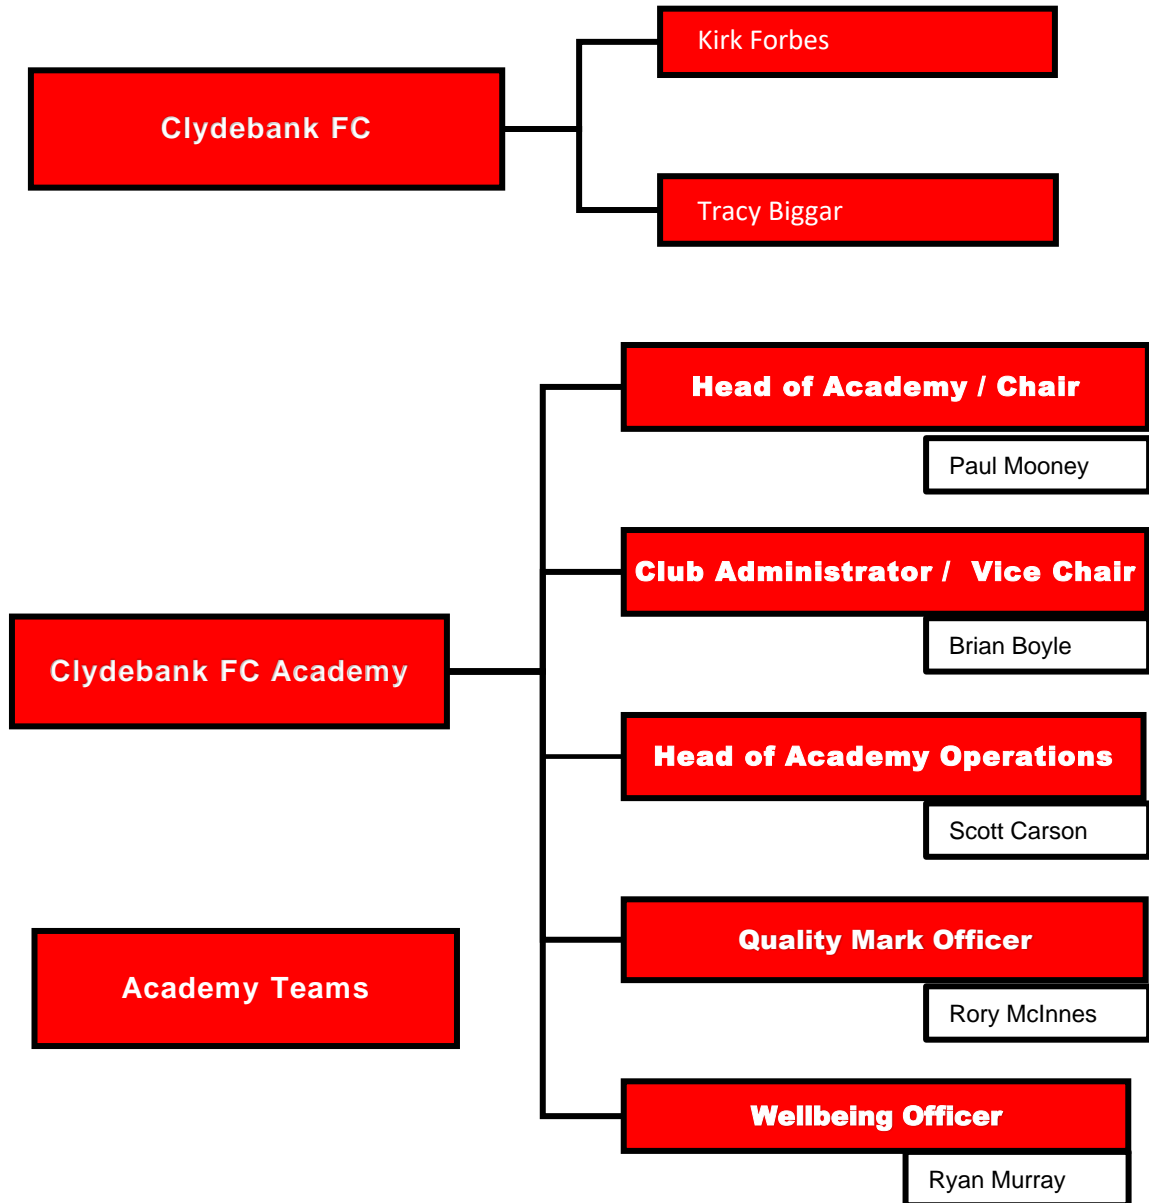 Kirk Forbes
Clydebank FC
Tracy Biggar
Head of Academy / Chair
Paul Mooney
Club Administrator / Vice Chair
Brian Boyle
Clydebank FC Academy
Head of Academy Operations
Scott Carson
Quality Mark Officer
Academy Teams
Rory McInnes
Wellbeing Officer
Ryan Murray